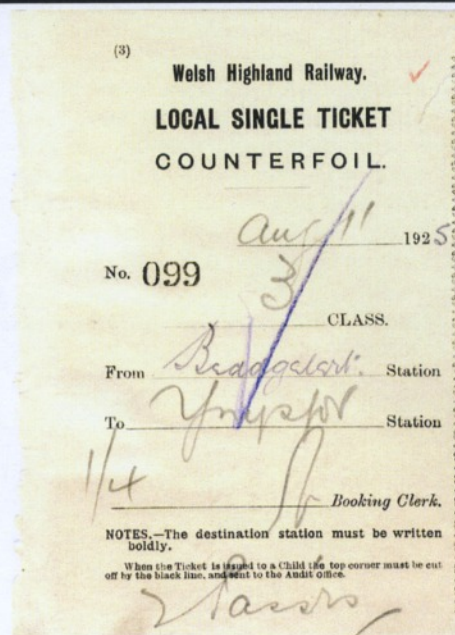 (3)
Welsh Highland Railway.
LOCAL SINGLE TICKET
COUNTERFOIL.
Aug 11 1925
No. 099
3 CLASS.
From Beddgelert. Station
To Station
1/4 Booking Clerk.
NOTES.—The destination station must be written
boldly.
When the Ticket is issued to a Child the top corner must be cut
off by the black line, and sent to the Audit Office.